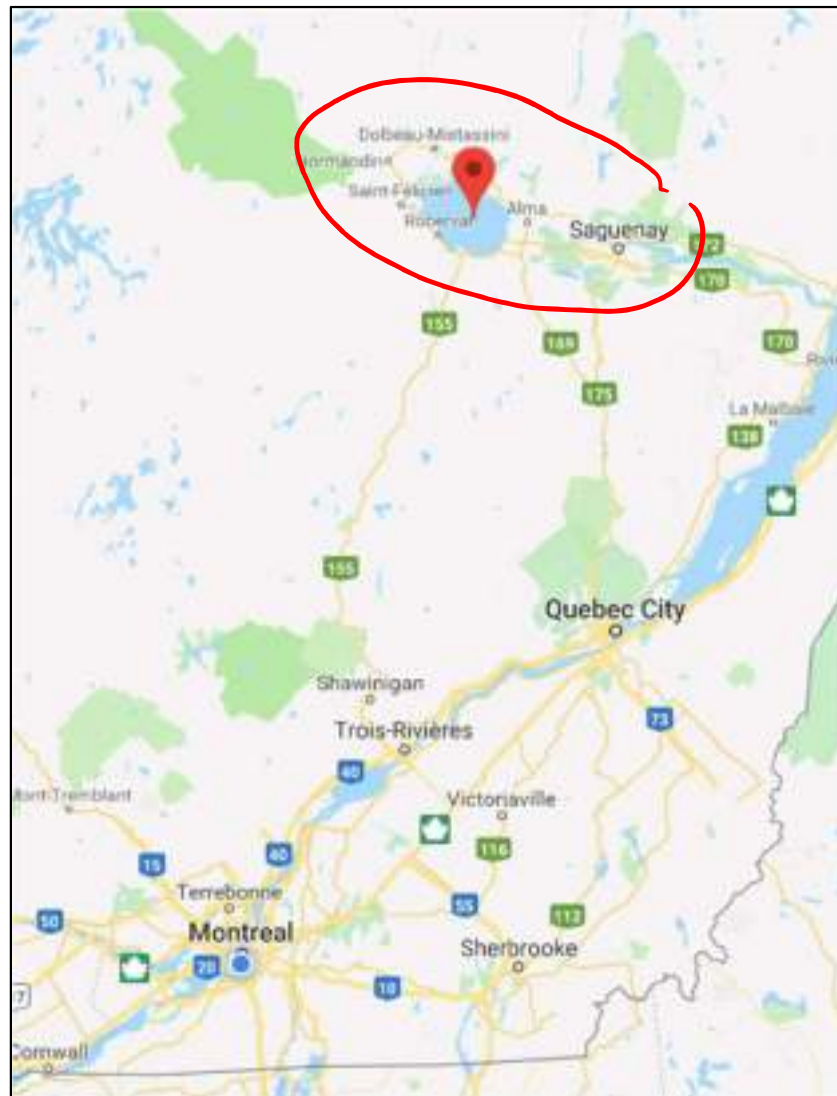 Dolbeau-Mistassini
Normandin
Saint-Félicien
Roberval
Alma
Saguenay
172
170
155
169
170
175
La Malbaie
138
155
Quebec City
Shawinigan
73
Trois-Rivières
40
Mont-Tremblant
Victoriaville
116
40
15
Terrebonne
55
50
112
Montreal
Sherbrooke
20
10
Cornwall